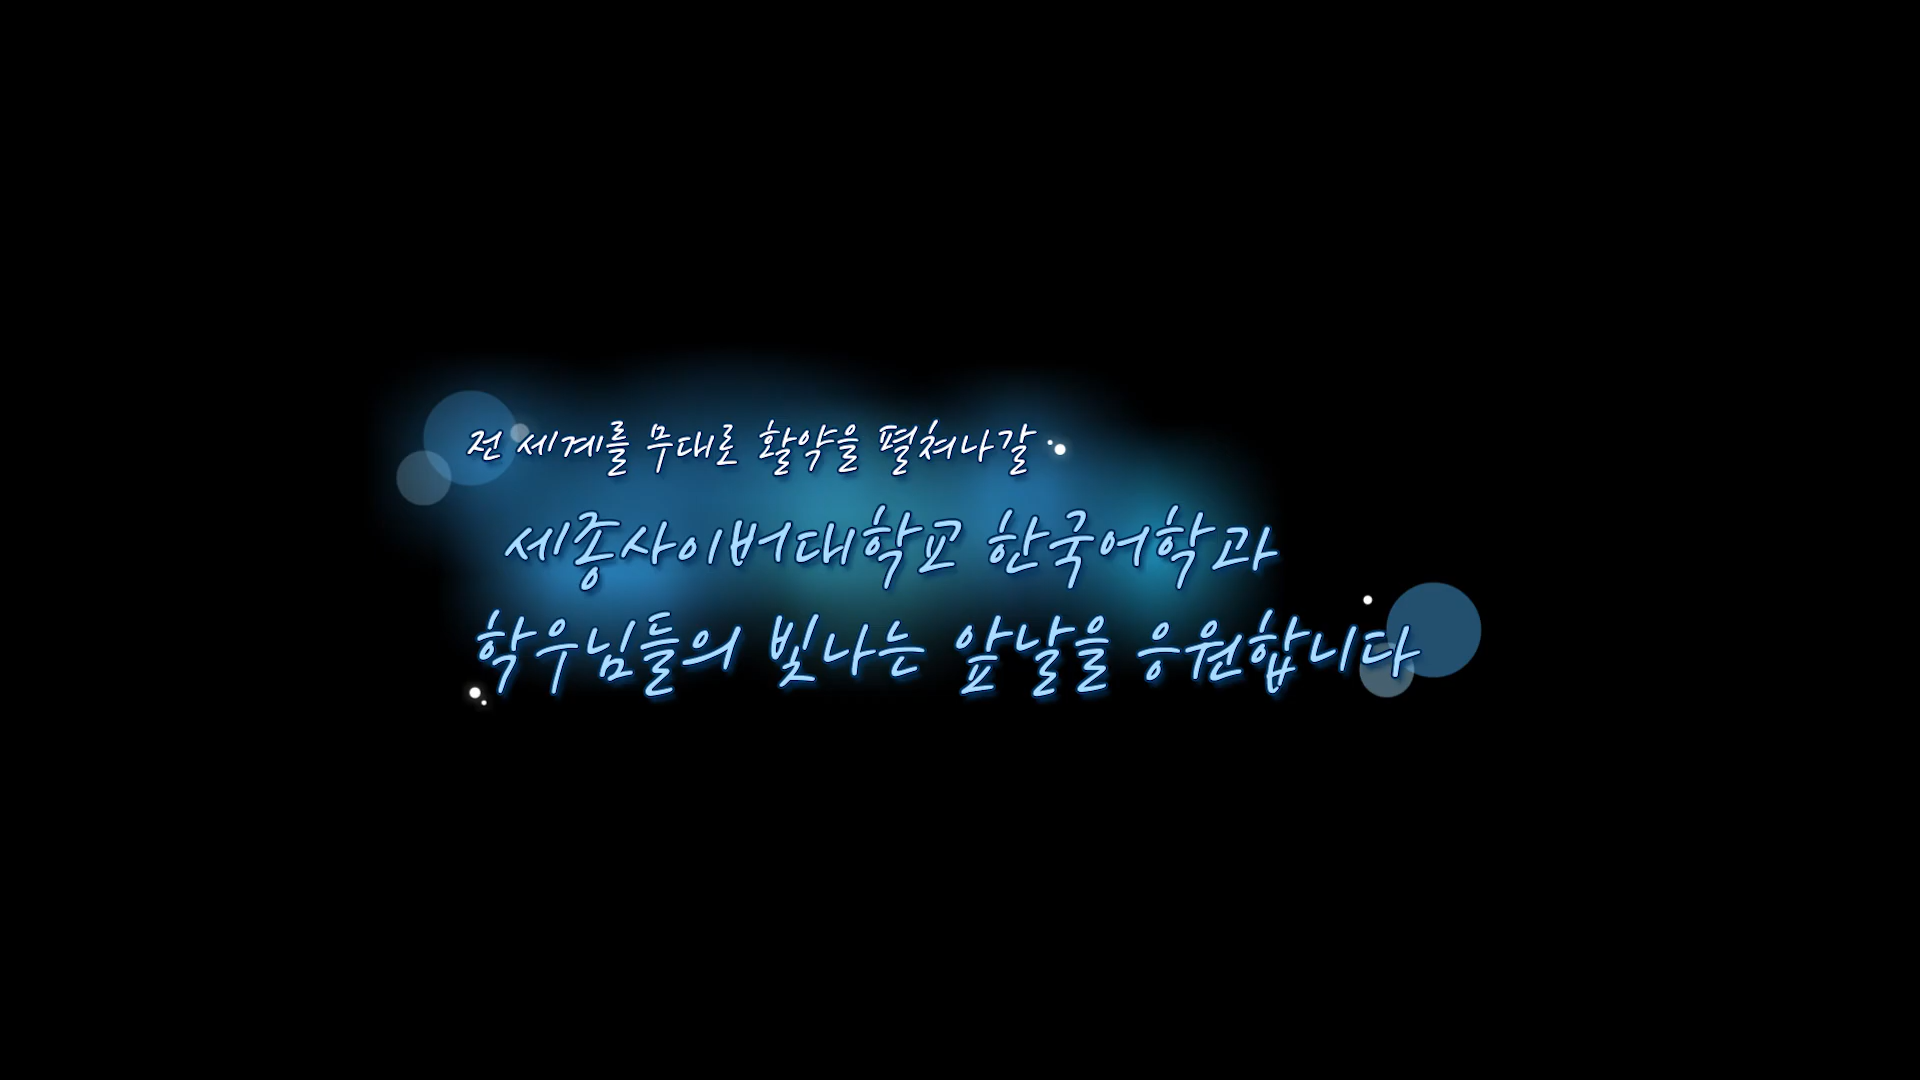 전 세계를 무대로 활약을 펼쳐나갈
세종사이버대학교 한국어학과
학우님들의 빛나는 앞날을 응원합니다